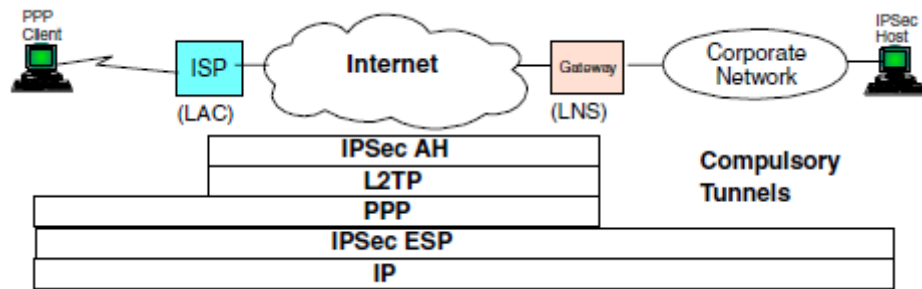 PPP
Client
ISP
(LAC)
Internet
Gateway
(LNS)
Corporate
Network
IPSec
Host
IPSec AH
L2TP
PPP
IPSec ESP
IP
Compulsory
Tunnels